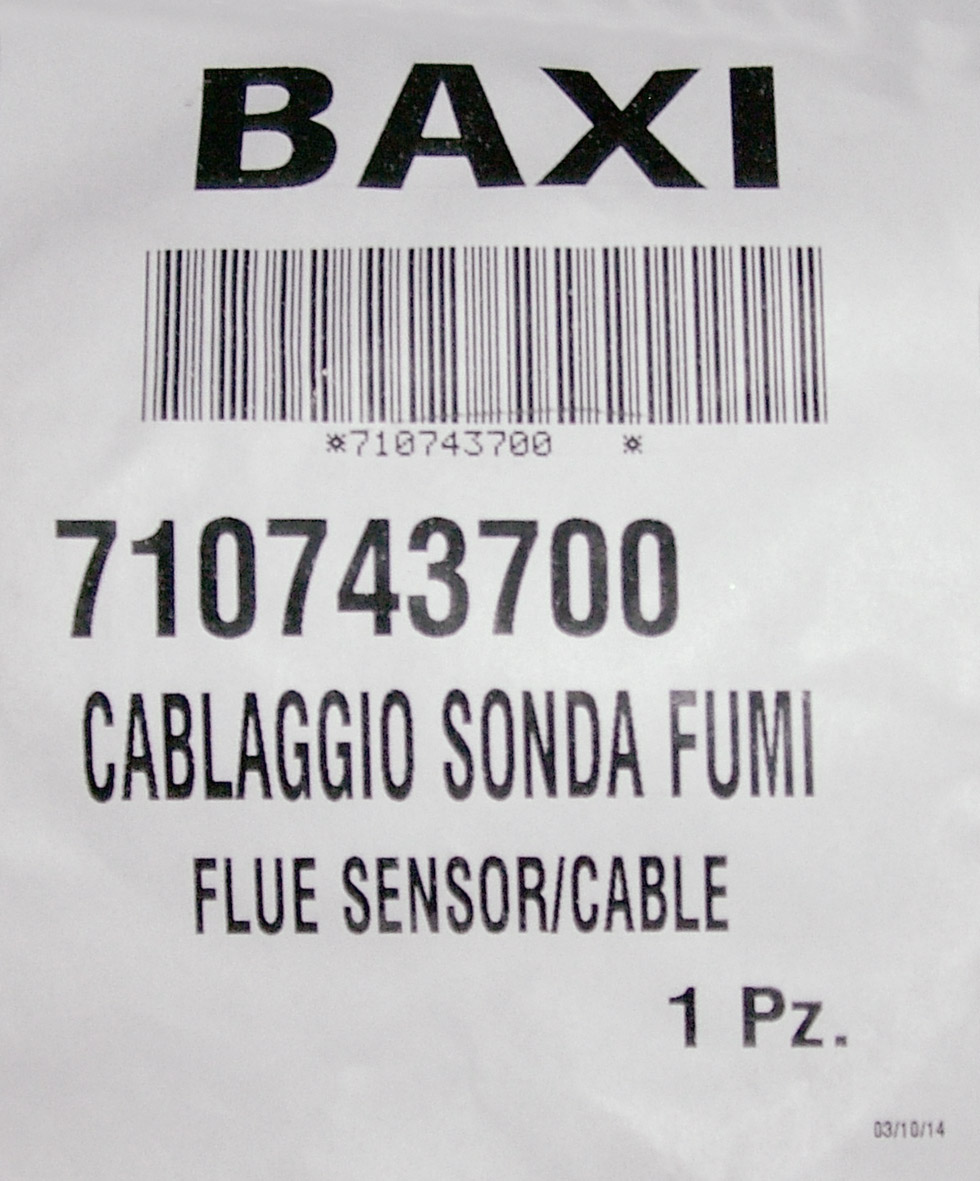 BAXI
*710743700 *
710743700
CABLAGGIO SONDA FUMI
FLUE SENSOR/CABLE
1 Pz.
03/10/14